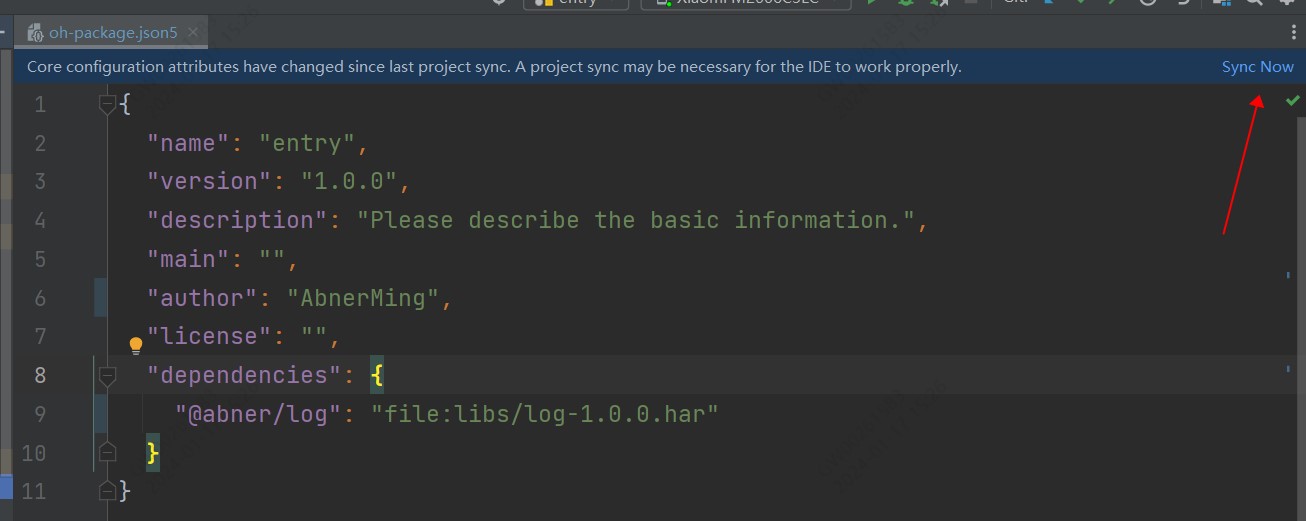 entry
oh-package.json5
Core configuration attributes have changed since last project sync. A project sync may be necessary for the IDE to work properly. Sync Now
1 {
2 "name": "entry",
3 "version": "1.0.0",
4 "description": "Please describe the basic information.",
5 "main": "",
6 "author": "AbnerMing",
7 "license": "",
8 "dependencies": {
9 "@abner/log": "file:libs/log-1.0.0.har"
10 }
11 }